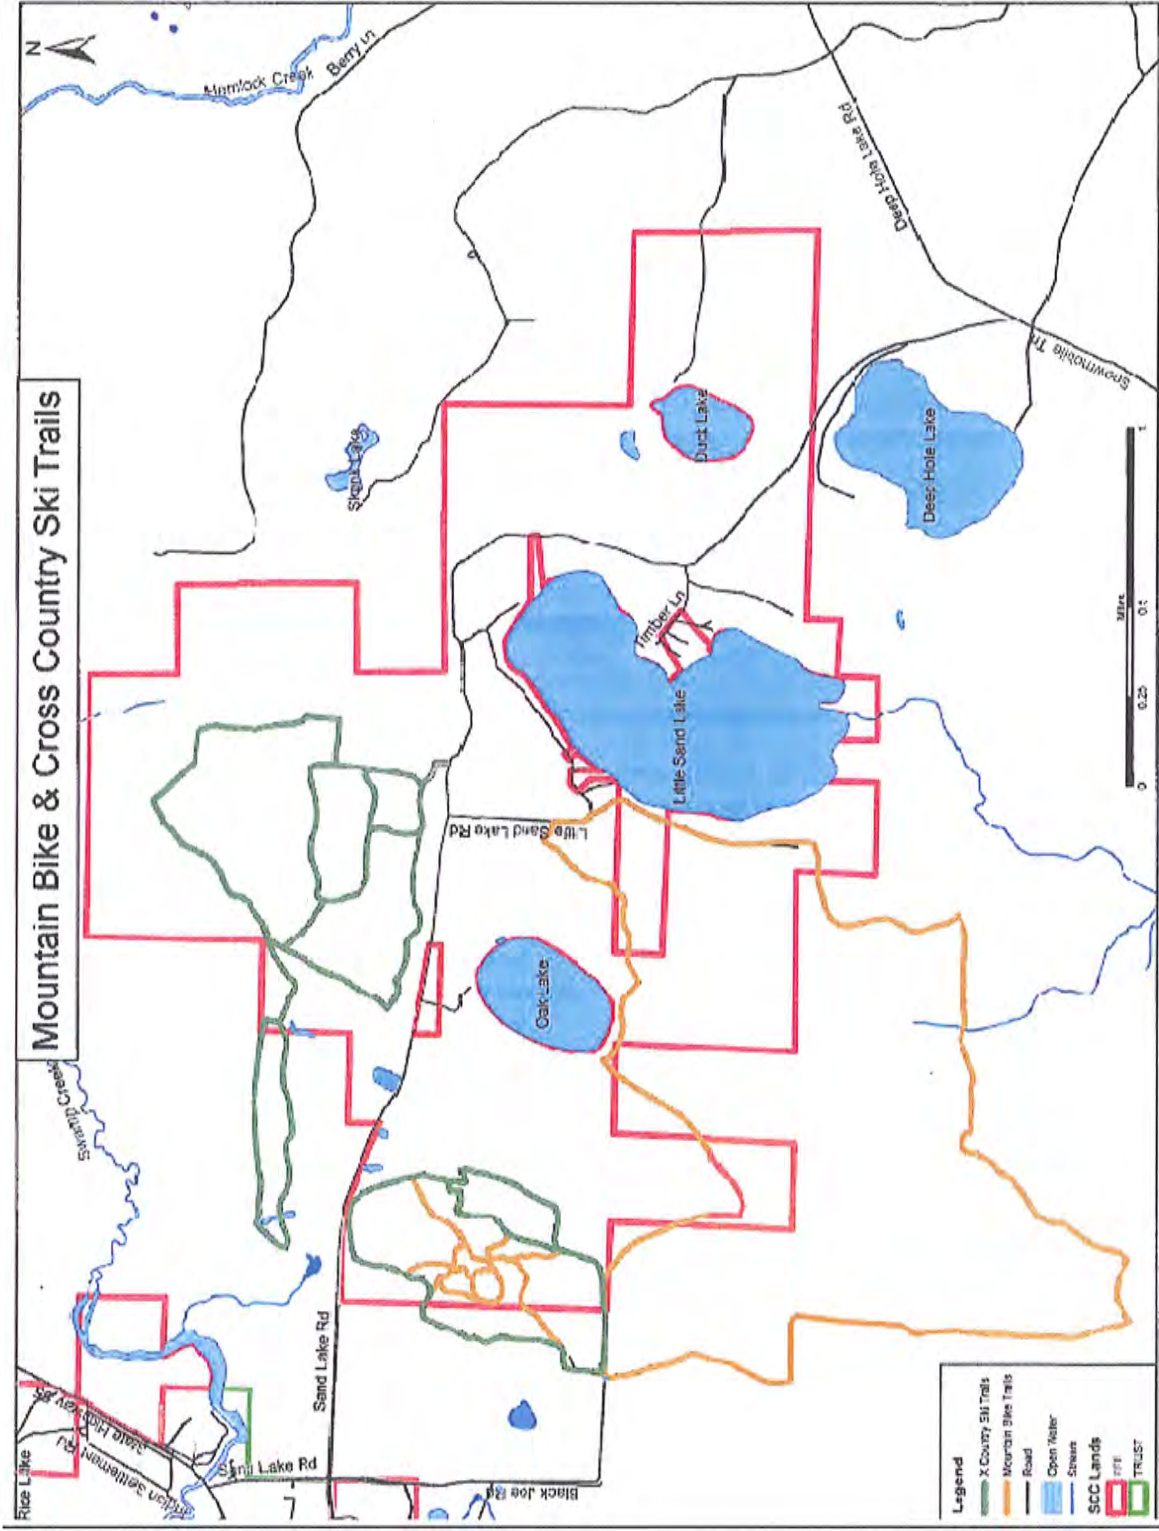 Mountain Bike & Cross Country Ski Trails
N
Hemlock Creek
Berry Ln
Deep Hole Lake Rd
Snowmobile Tr
Skunk Lake
Duck Lake
Deep Hole Lake
Timber Ln
Little Sand Lake
Little Sand Lake Rd
Oak Lake
Swamp Creek
Sand Lake Rd
Rice Lake
State Highway 55
Indian Settlement Rd
Sand Lake Rd
Black Joe Rd
Miles
0 0.25 0.5 1
Legend
X Country Ski Trails
Mountain Bike Trails
Road
Open Water
Stream
SCC Lands
FEE
TRUST